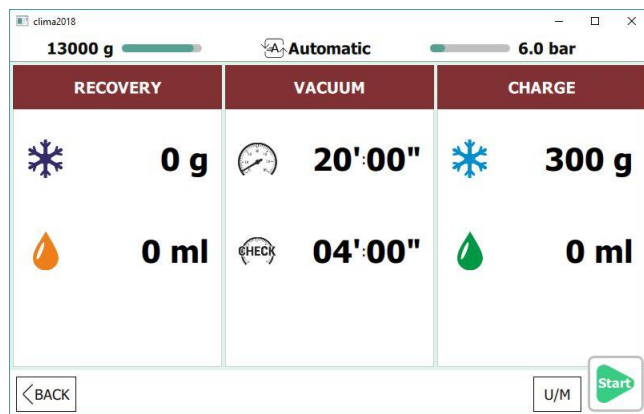 clima2018
13000 g A Automatic 6.0 bar
RECOVERY VACUUM CHARGE
0 g 20':00" 300 g
0 ml CHECK 04':00" 0 ml
BACK U/M Start